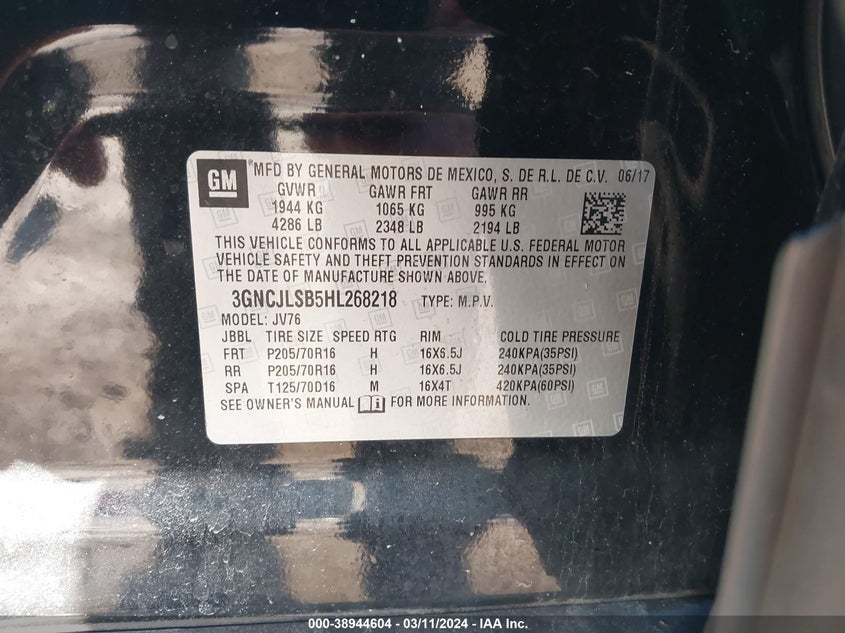 GM
®MFD BY GENERAL MOTORS DE MEXICO, S. DE R.L. DE C.V. 06/17
GVWR GAWR FRT GAWR RR
1944 KG 1065 KG 995 KG
4286 LB 2348 LB 2194 LB
THIS VEHICLE CONFORMS TO ALL APPLICABLE U.S. FEDERAL MOTOR
VEHICLE SAFETY AND THEFT PREVENTION STANDARDS IN EFFECT ON
THE DATE OF MANUFACTURE SHOWN ABOVE.
3GNCJLSB5HL268218 TYPE: M.P.V.
MODEL: JV76
JBBL TIRE SIZE SPEED RTG RIM COLD TIRE PRESSURE
FRT P205/70R16 H 16X6.5J 240KPA(35PSI)
RR P205/70R16 H 16X6.5J 240KPA(35PSI)
SPA T125/70D16 M 16X4T 420KPA(60PSI)
SEE OWNER'S MANUAL FOR MORE INFORMATION.
000-38944604 - 03/11/2024 - IAA Inc.